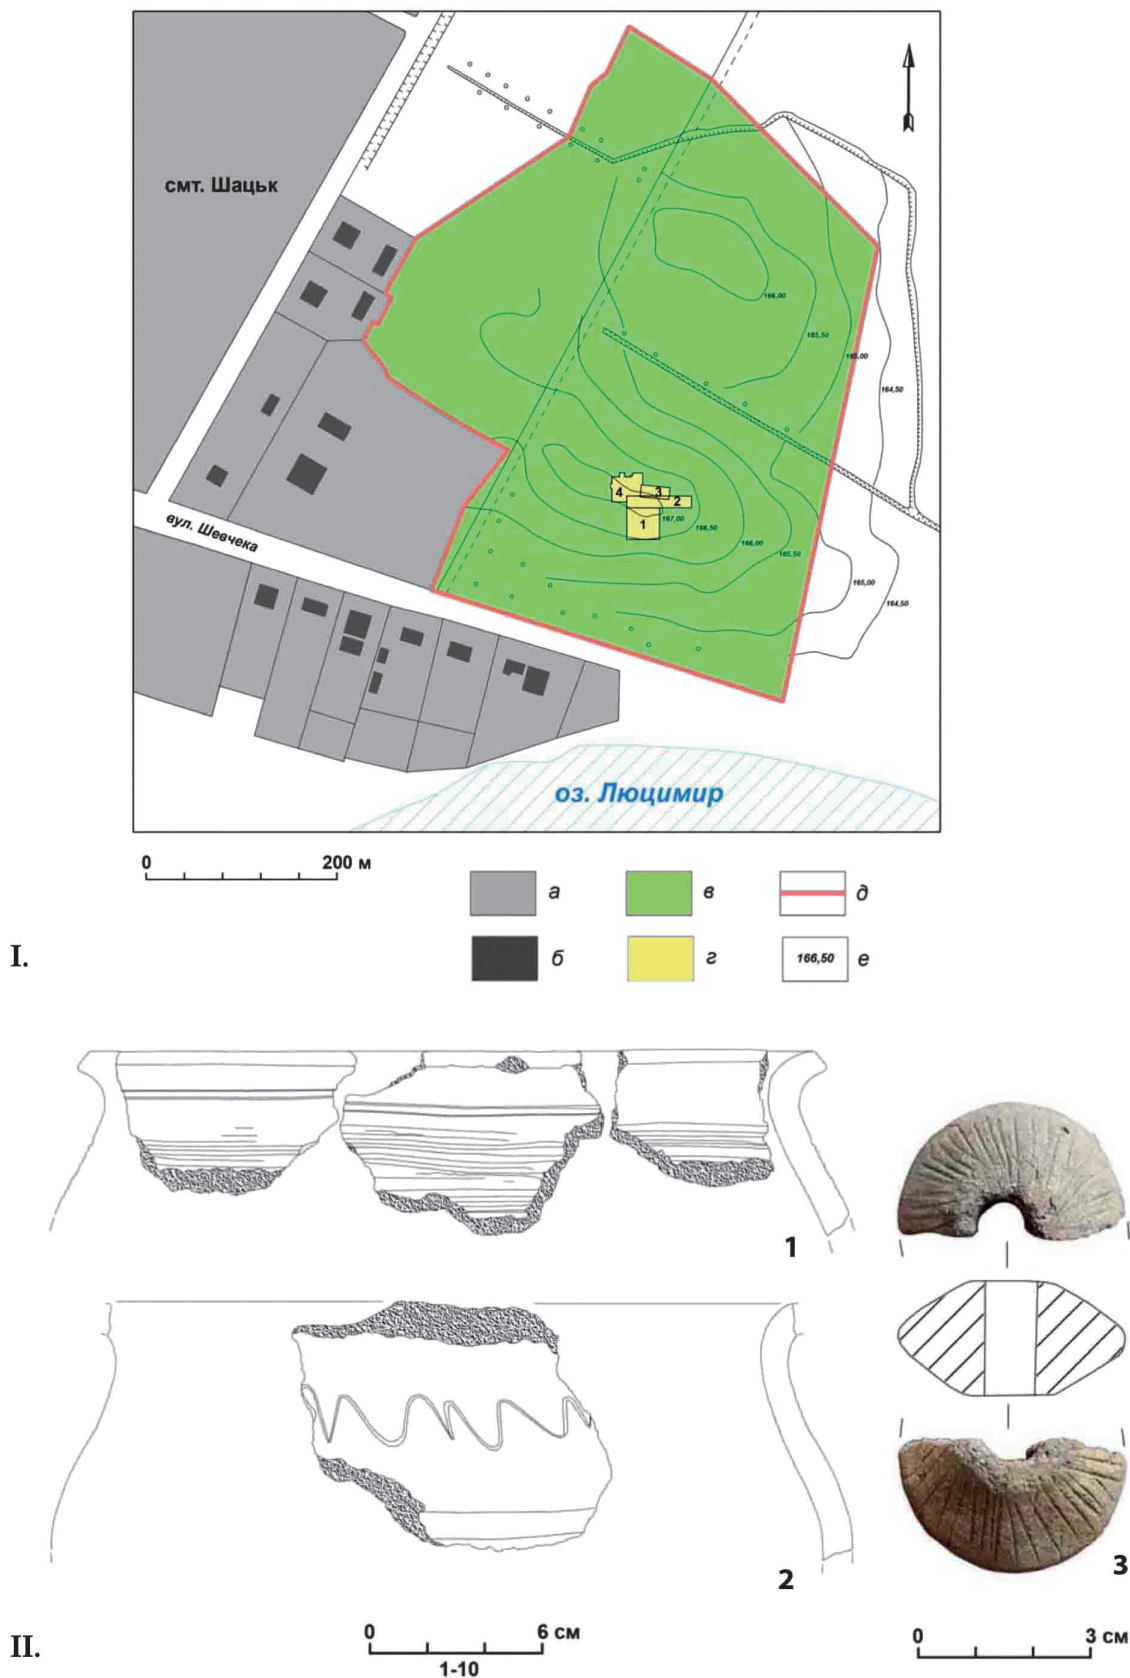 смт. Шацьк
166,00
165,50
165,00
164,50
4
3
2
1
167,00
166,50
166,00
165,50
165,00
164,50
вул. Шевчека
оз. Люцимир
0 200 м
а в д
I.
б г 166,50 е
1
2
3
II.
0 6 см
1-10
0 3 см